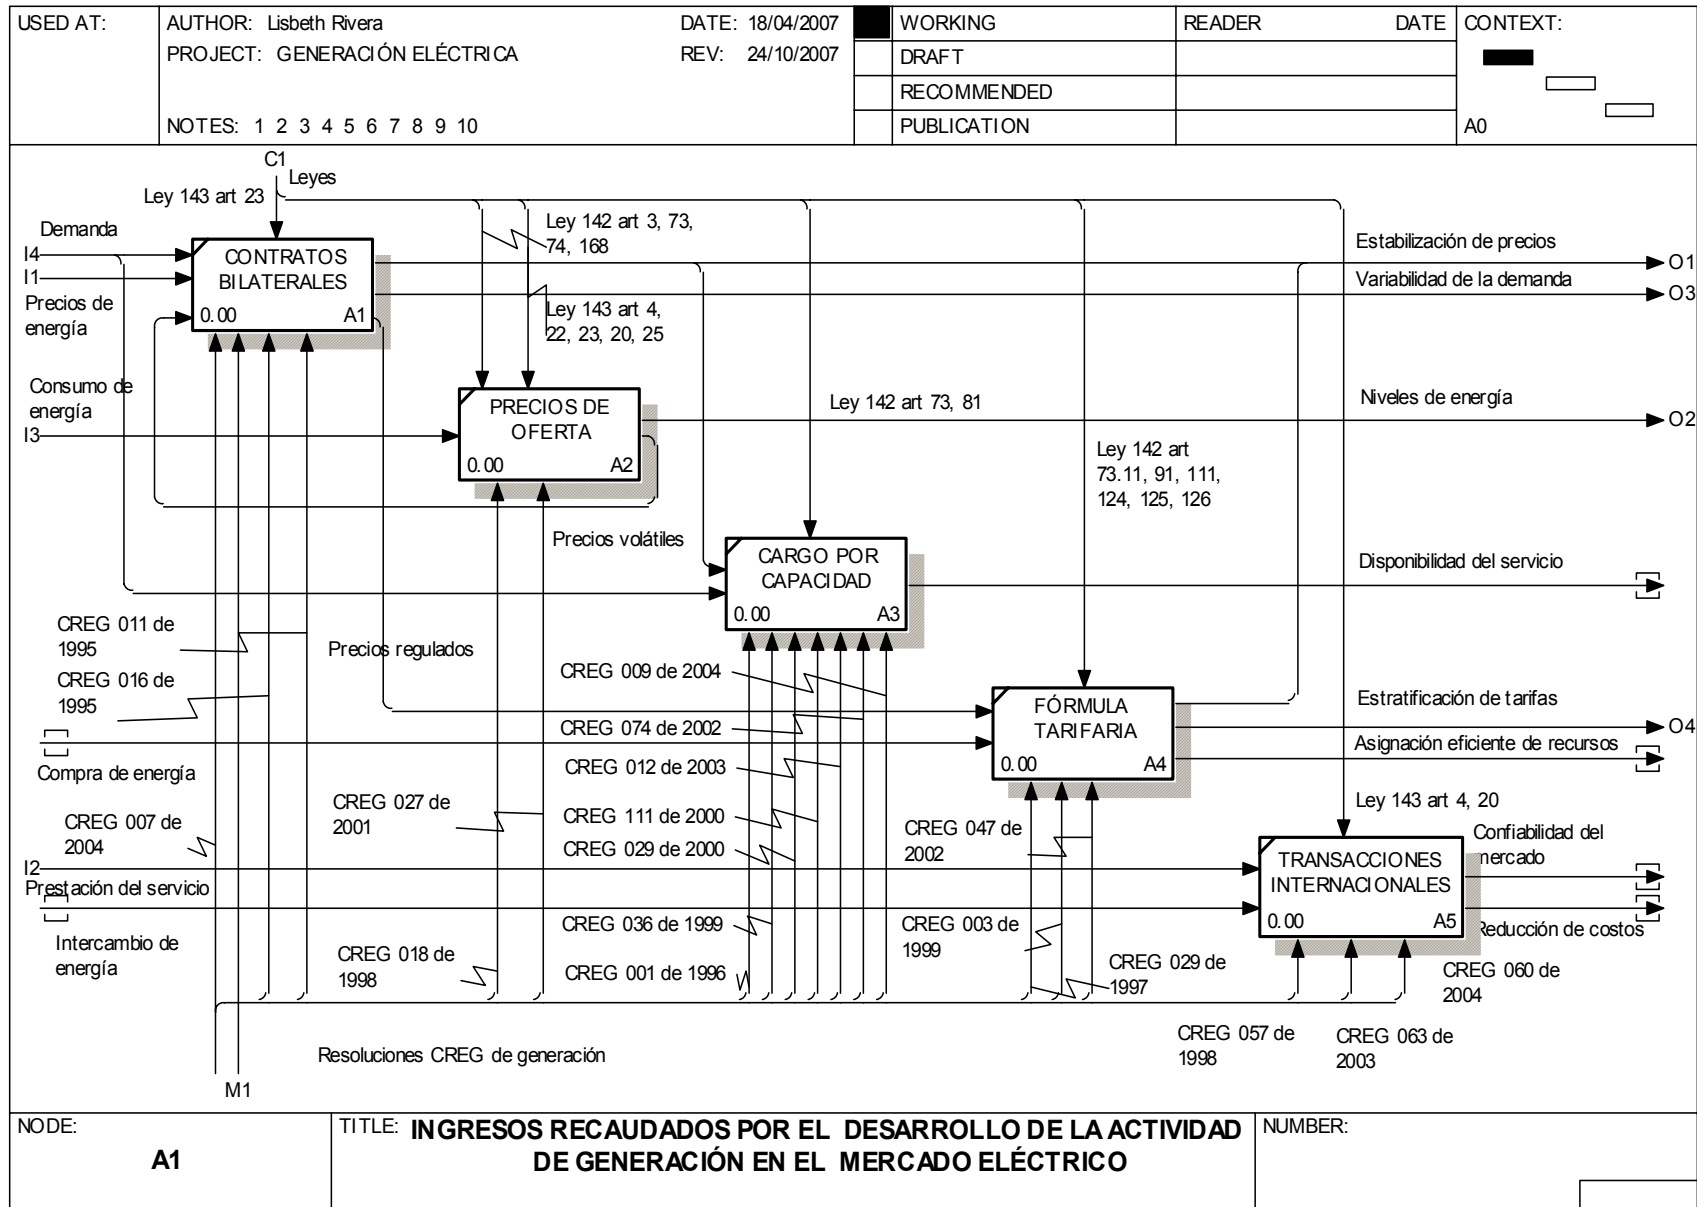 USED AT:
AUTHOR: Lisbeth Rivera
DATE: 18/04/2007
PROJECT: GENERACIÓN ELÉCTRICA
REV: 24/10/2007
NOTES: 1 2 3 4 5 6 7 8 9 10
WORKING
DRAFT
RECOMMENDED
PUBLICATION
READER DATE
CONTEXT:
A0
C1
Leyes
Ley 143 art 23
Demanda
I4
I1
Precios de
energía
CONTRATOS
BILATERALES
0.00 A1
Ley 142 art 3, 73,
74, 168
Ley 143 art 4,
22, 23, 20, 25
Estabilización de precios
O1
Variabilidad de la demanda
O3
Consumo de
energía
I3
PRECIOS DE
OFERTA
0.00 A2
Ley 142 art 73, 81
Niveles de energía
O2
Ley 142 art
73.11, 91, 111,
124, 125, 126
Precios volátiles
CARGO POR
CAPACIDAD
0.00 A3
Disponibilidad del servicio
CREG 011 de
1995
Precios regulados
CREG 016 de
1995
CREG 009 de 2004
CREG 074 de 2002
CREG 012 de 2003
CREG 111 de 2000
CREG 029 de 2000
FÓRMULA
TARIFARIA
0.00 A4
Estratificación de tarifas
O4
Asignación eficiente de recursos
Compra de energía
CREG 007 de
2004
CREG 027 de
2001
CREG 047 de
2002
Ley 143 art 4, 20
Confiabilidad del
mercado
I2
Prestación del servicio
TRANSACCIONES
INTERNACIONALES
0.00 A5
Reducción de costos
Intercambio de
energía
CREG 018 de
1998
CREG 036 de 1999
CREG 001 de 1996
CREG 003 de
1999
CREG 029 de
1997
CREG 060 de
2004
CREG 057 de
1998
CREG 063 de
2003
Resoluciones CREG de generación
M1
NODE:
A1
TITLE: INGRESOS RECAUDADOS POR EL DESARROLLO DE LA ACTIVIDAD
DE GENERACIÓN EN EL MERCADO ELÉCTRICO
NUMBER: